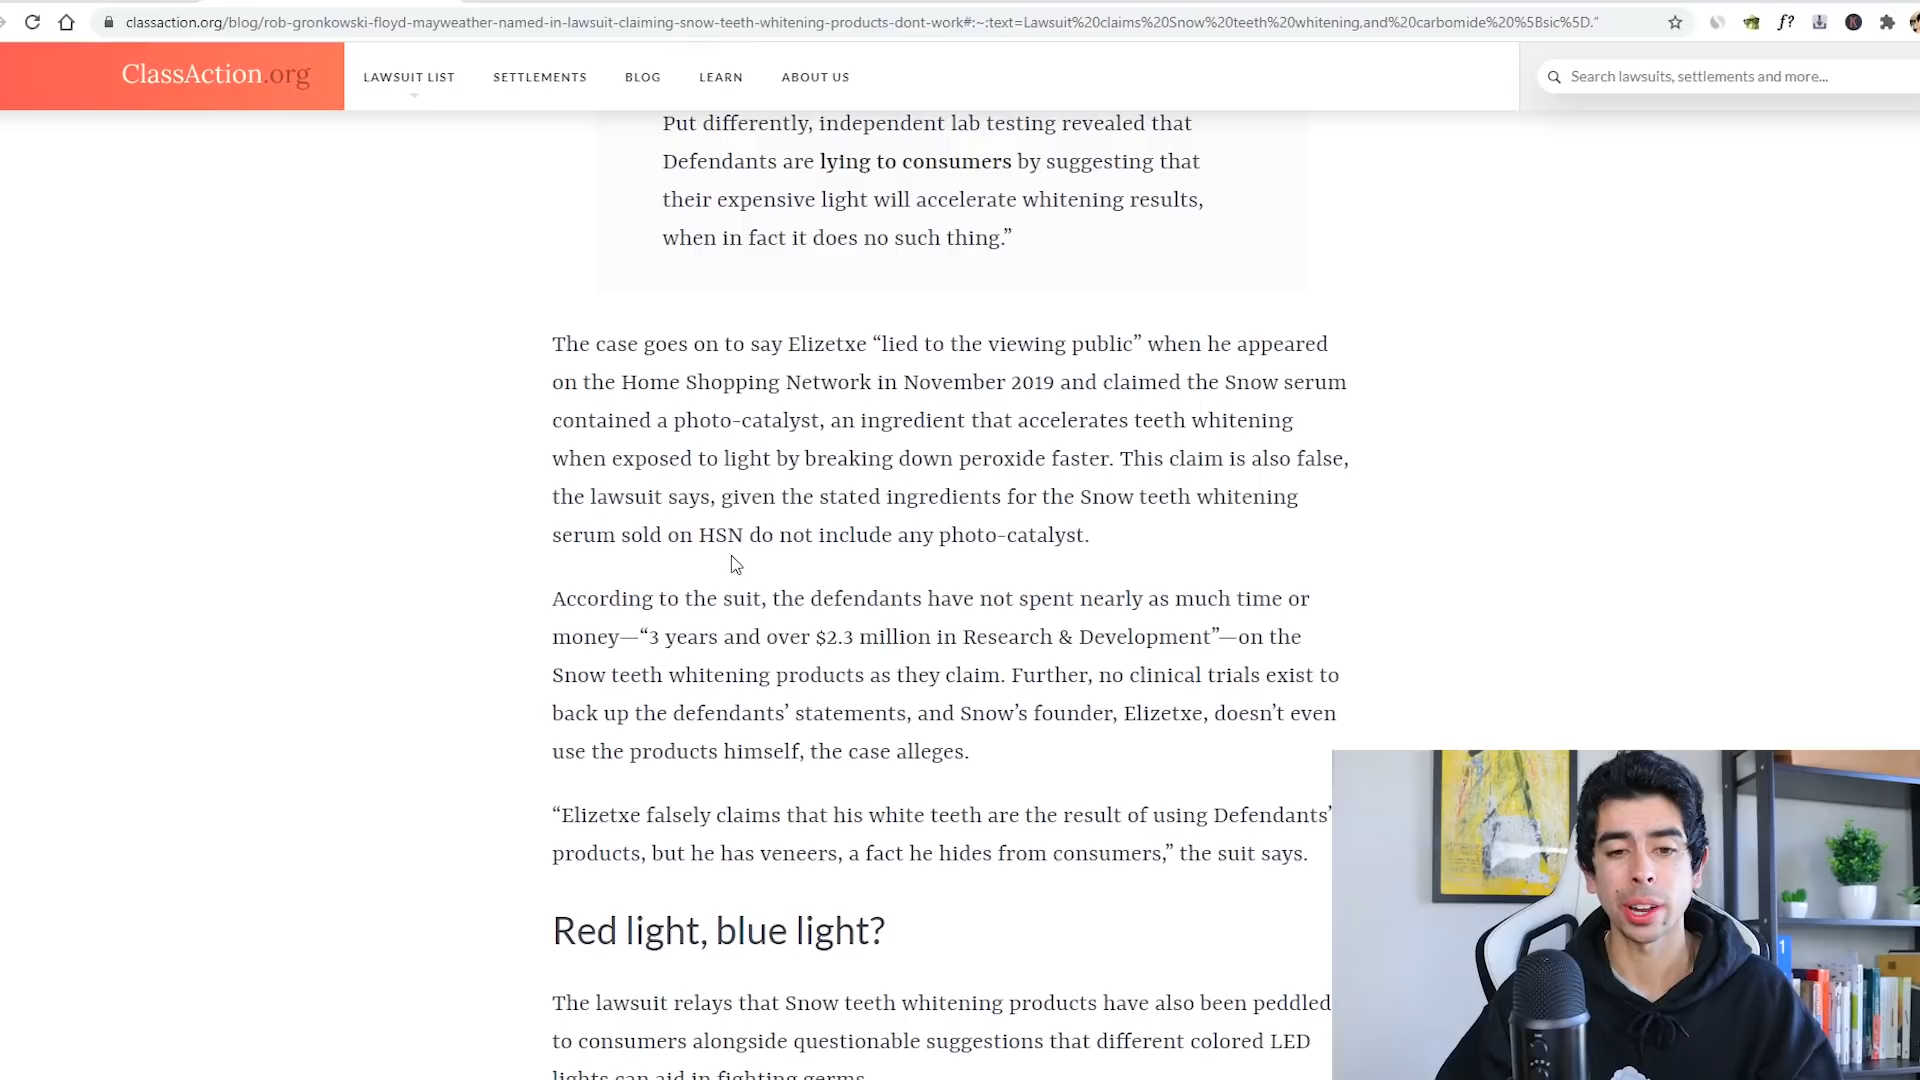 classaction.org/blog/rob-gronkowski-floyd-mayweather-named-in-lawsuit-claiming-snow-teeth-whitening-products-dont-work#:~:text=Lawsuit%20claims%20Snow%20teeth%20whitening,and%20carbomide%20%5Bsic%5D.“
f?
K
ClassAction.org
LAWSUIT LIST
SETTLEMENTS
BLOG
LEARN
ABOUT US
Search lawsuits, settlements and more...
Put differently, independent lab testing revealed that
Defendants are lying to consumers by suggesting that
their expensive light will accelerate whitening results,
when in fact it does no such thing.”
The case goes on to say Elizetxe “lied to the viewing public” when he appeared
on the Home Shopping Network in November 2019 and claimed the Snow serum
contained a photo-catalyst, an ingredient that accelerates teeth whitening
when exposed to light by breaking down peroxide faster. This claim is also false,
the lawsuit says, given the stated ingredients for the Snow teeth whitening
serum sold on HSN do not include any photo-catalyst.
According to the suit, the defendants have not spent nearly as much time or
money—“3 years and over $2.3 million in Research & Development”—on the
Snow teeth whitening products as they claim. Further, no clinical trials exist to
back up the defendants’ statements, and Snow’s founder, Elizetxe, doesn’t even
use the products himself, the case alleges.
“Elizetxe falsely claims that his white teeth are the result of using Defendants’
products, but he has veneers, a fact he hides from consumers,” the suit says.
Red light, blue light?
The lawsuit relays that Snow teeth whitening products have also been peddled
to consumers alongside questionable suggestions that different colored LED
lights can aid in fighting germs.
1